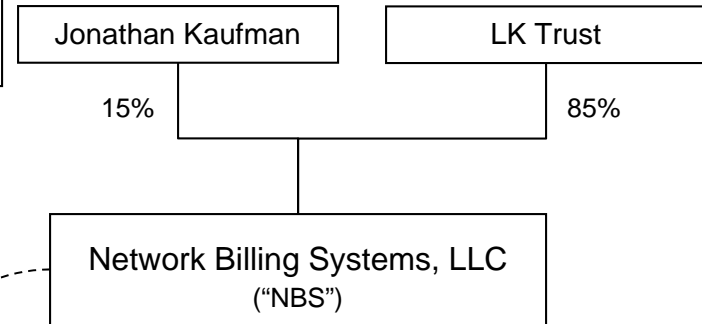 Jonathan Kaufman
LK Trust
15%
85%
Network Billing Systems, LLC
(“NBS”)